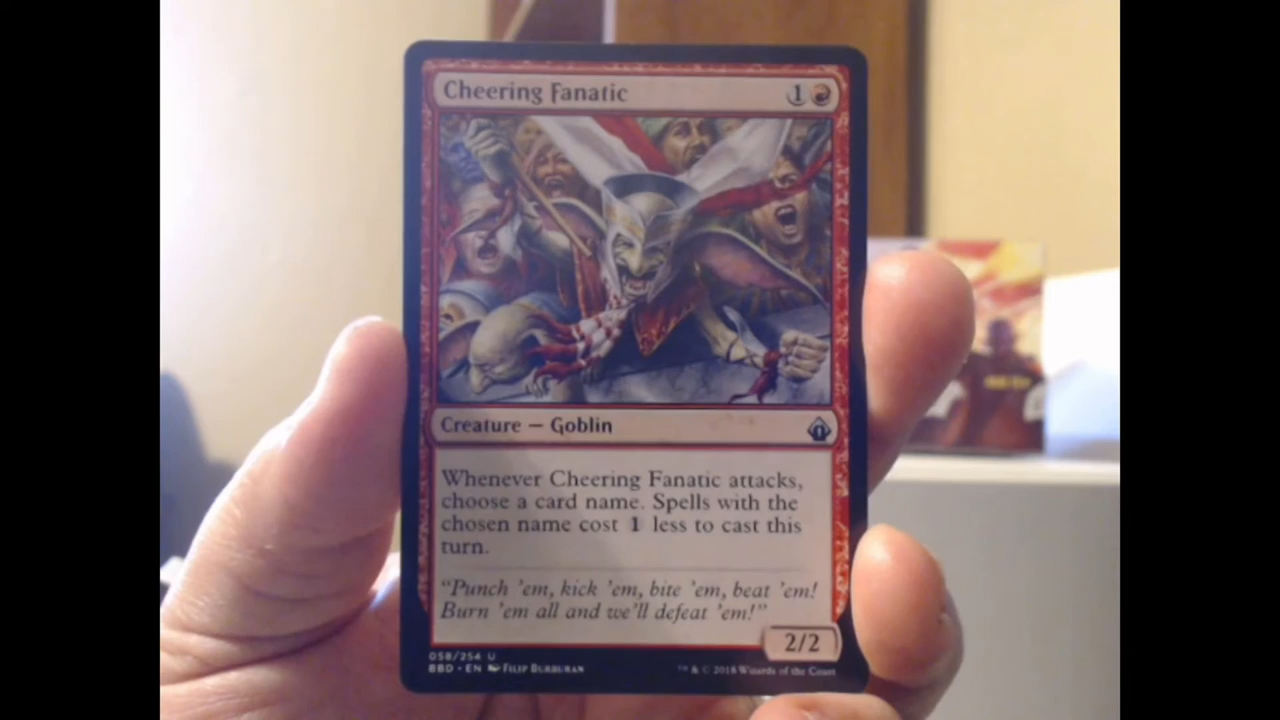 Cheering Fanatic 1
Creature — Goblin
Whenever Cheering Fanatic attacks,
choose a card name. Spells with the
chosen name cost 1 less to cast this
turn.
“Punch ’em, kick ’em, bite ’em, beat ’em!
Burn ’em all and we’ll defeat ’em!”
2/2
058/254 U
BBD • EN Filip Burburan
™ & © 2018 Wizards of the Coast